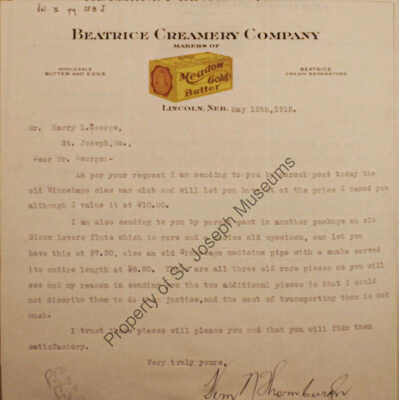 BEATRICE CREAMERY COMPANY
MAKERS OF
WHOLESALE
BUTTER AND EGGS
Meadow
Gold
Butter
BEATRICE
CREAM SEPARATORS
LINCOLN, NEB. May 15th, 1915.
Mr. Harry L. George,
St. Joseph, Mo.,
Dear Mr. George:-
As per your request I am sending to you by parcel post today the
old Winnebago claw war club and will let you have it at the price I named you
although I value it at $10.00.
I am also sending to you by parcel post in another package an old
Sioux lovers flute which is rare and a nice old specimen, can let you
have this at $7.50, also an old Winnebago medicine pipe with a snake carved
its entire length at $6.50. These are all three old rare pieces as you will
see and my reason in sending you the two additional pieces is that I could
not discribe them to do them justice, and the cost of transporting them is not
much.
I trust these pieces will please you and that you will find them
satisfactory.
Very truly yours,
Property of St Joseph Museums